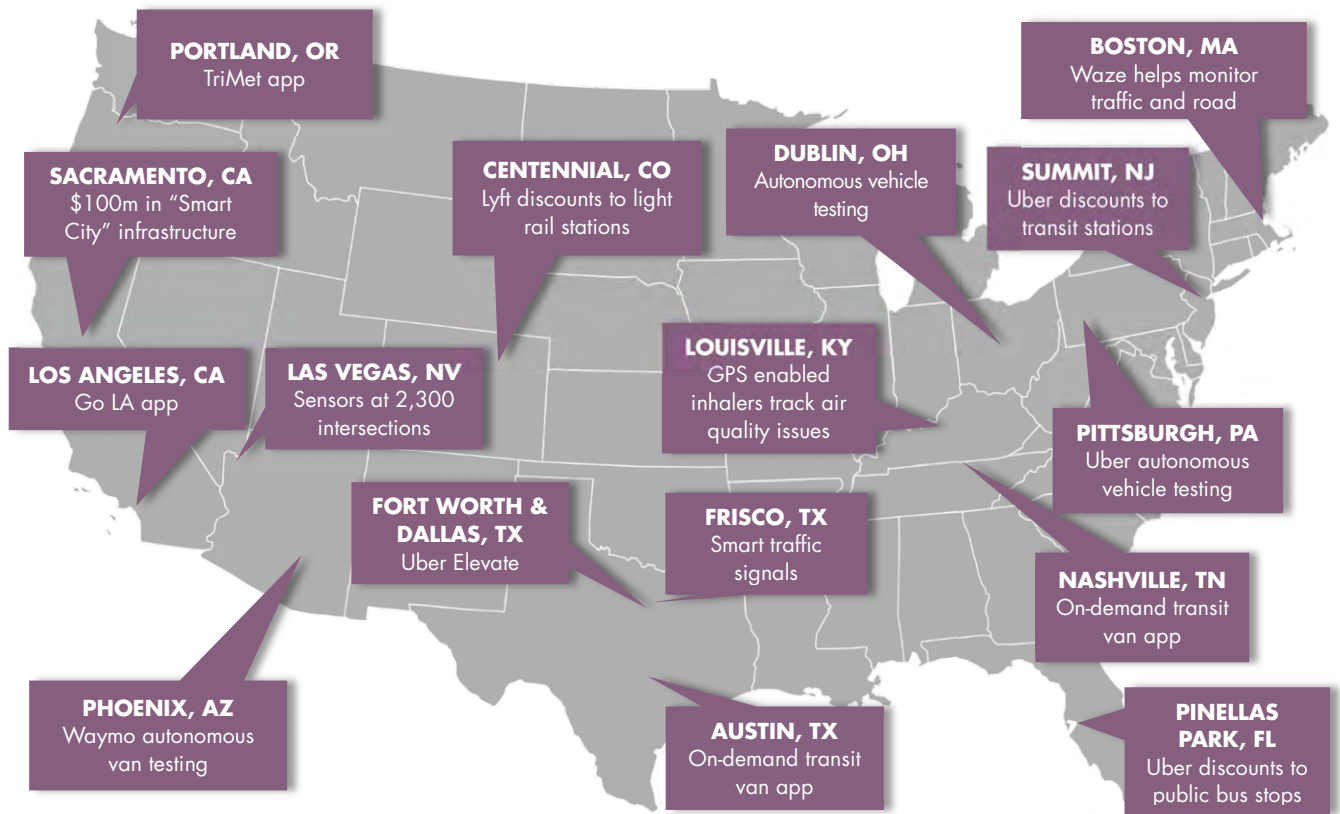 PORTLAND, OR
TriMet app
BOSTON, MA
Waze helps monitor
traffic and road
SACRAMENTO, CA
$100m in “Smart
City” infrastructure
CENTENNIAL, CO
Lyft discounts to light
rail stations
DUBLIN, OH
Autonomous vehicle
testing
SUMMIT, NJ
Uber discounts to
transit stations
LOS ANGELES, CA
Go LA app
LAS VEGAS, NV
Sensors at 2,300
intersections
LOUISVILLE, KY
GPS enabled
inhalers track air
quality issues
PITTSBURGH, PA
Uber autonomous
vehicle testing
FORT WORTH &
DALLAS, TX
Uber Elevate
FRISCO, TX
Smart traffic
signals
NASHVILLE, TN
On-demand transit
van app
PHOENIX, AZ
Waymo autonomous
van testing
AUSTIN, TX
On-demand transit
van app
PINELLAS
PARK, FL
Uber discounts to
public bus stops